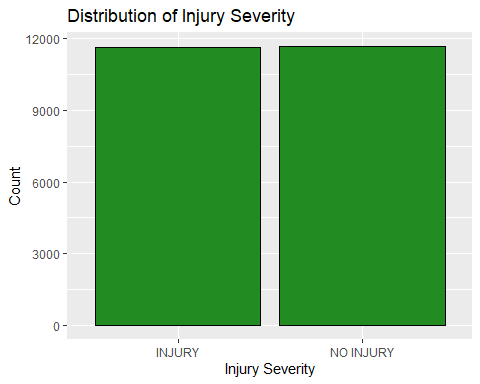 Distribution of Injury Severity
12000
9000
6000
3000
0
Count
INJURY NO INJURY
Injury Severity